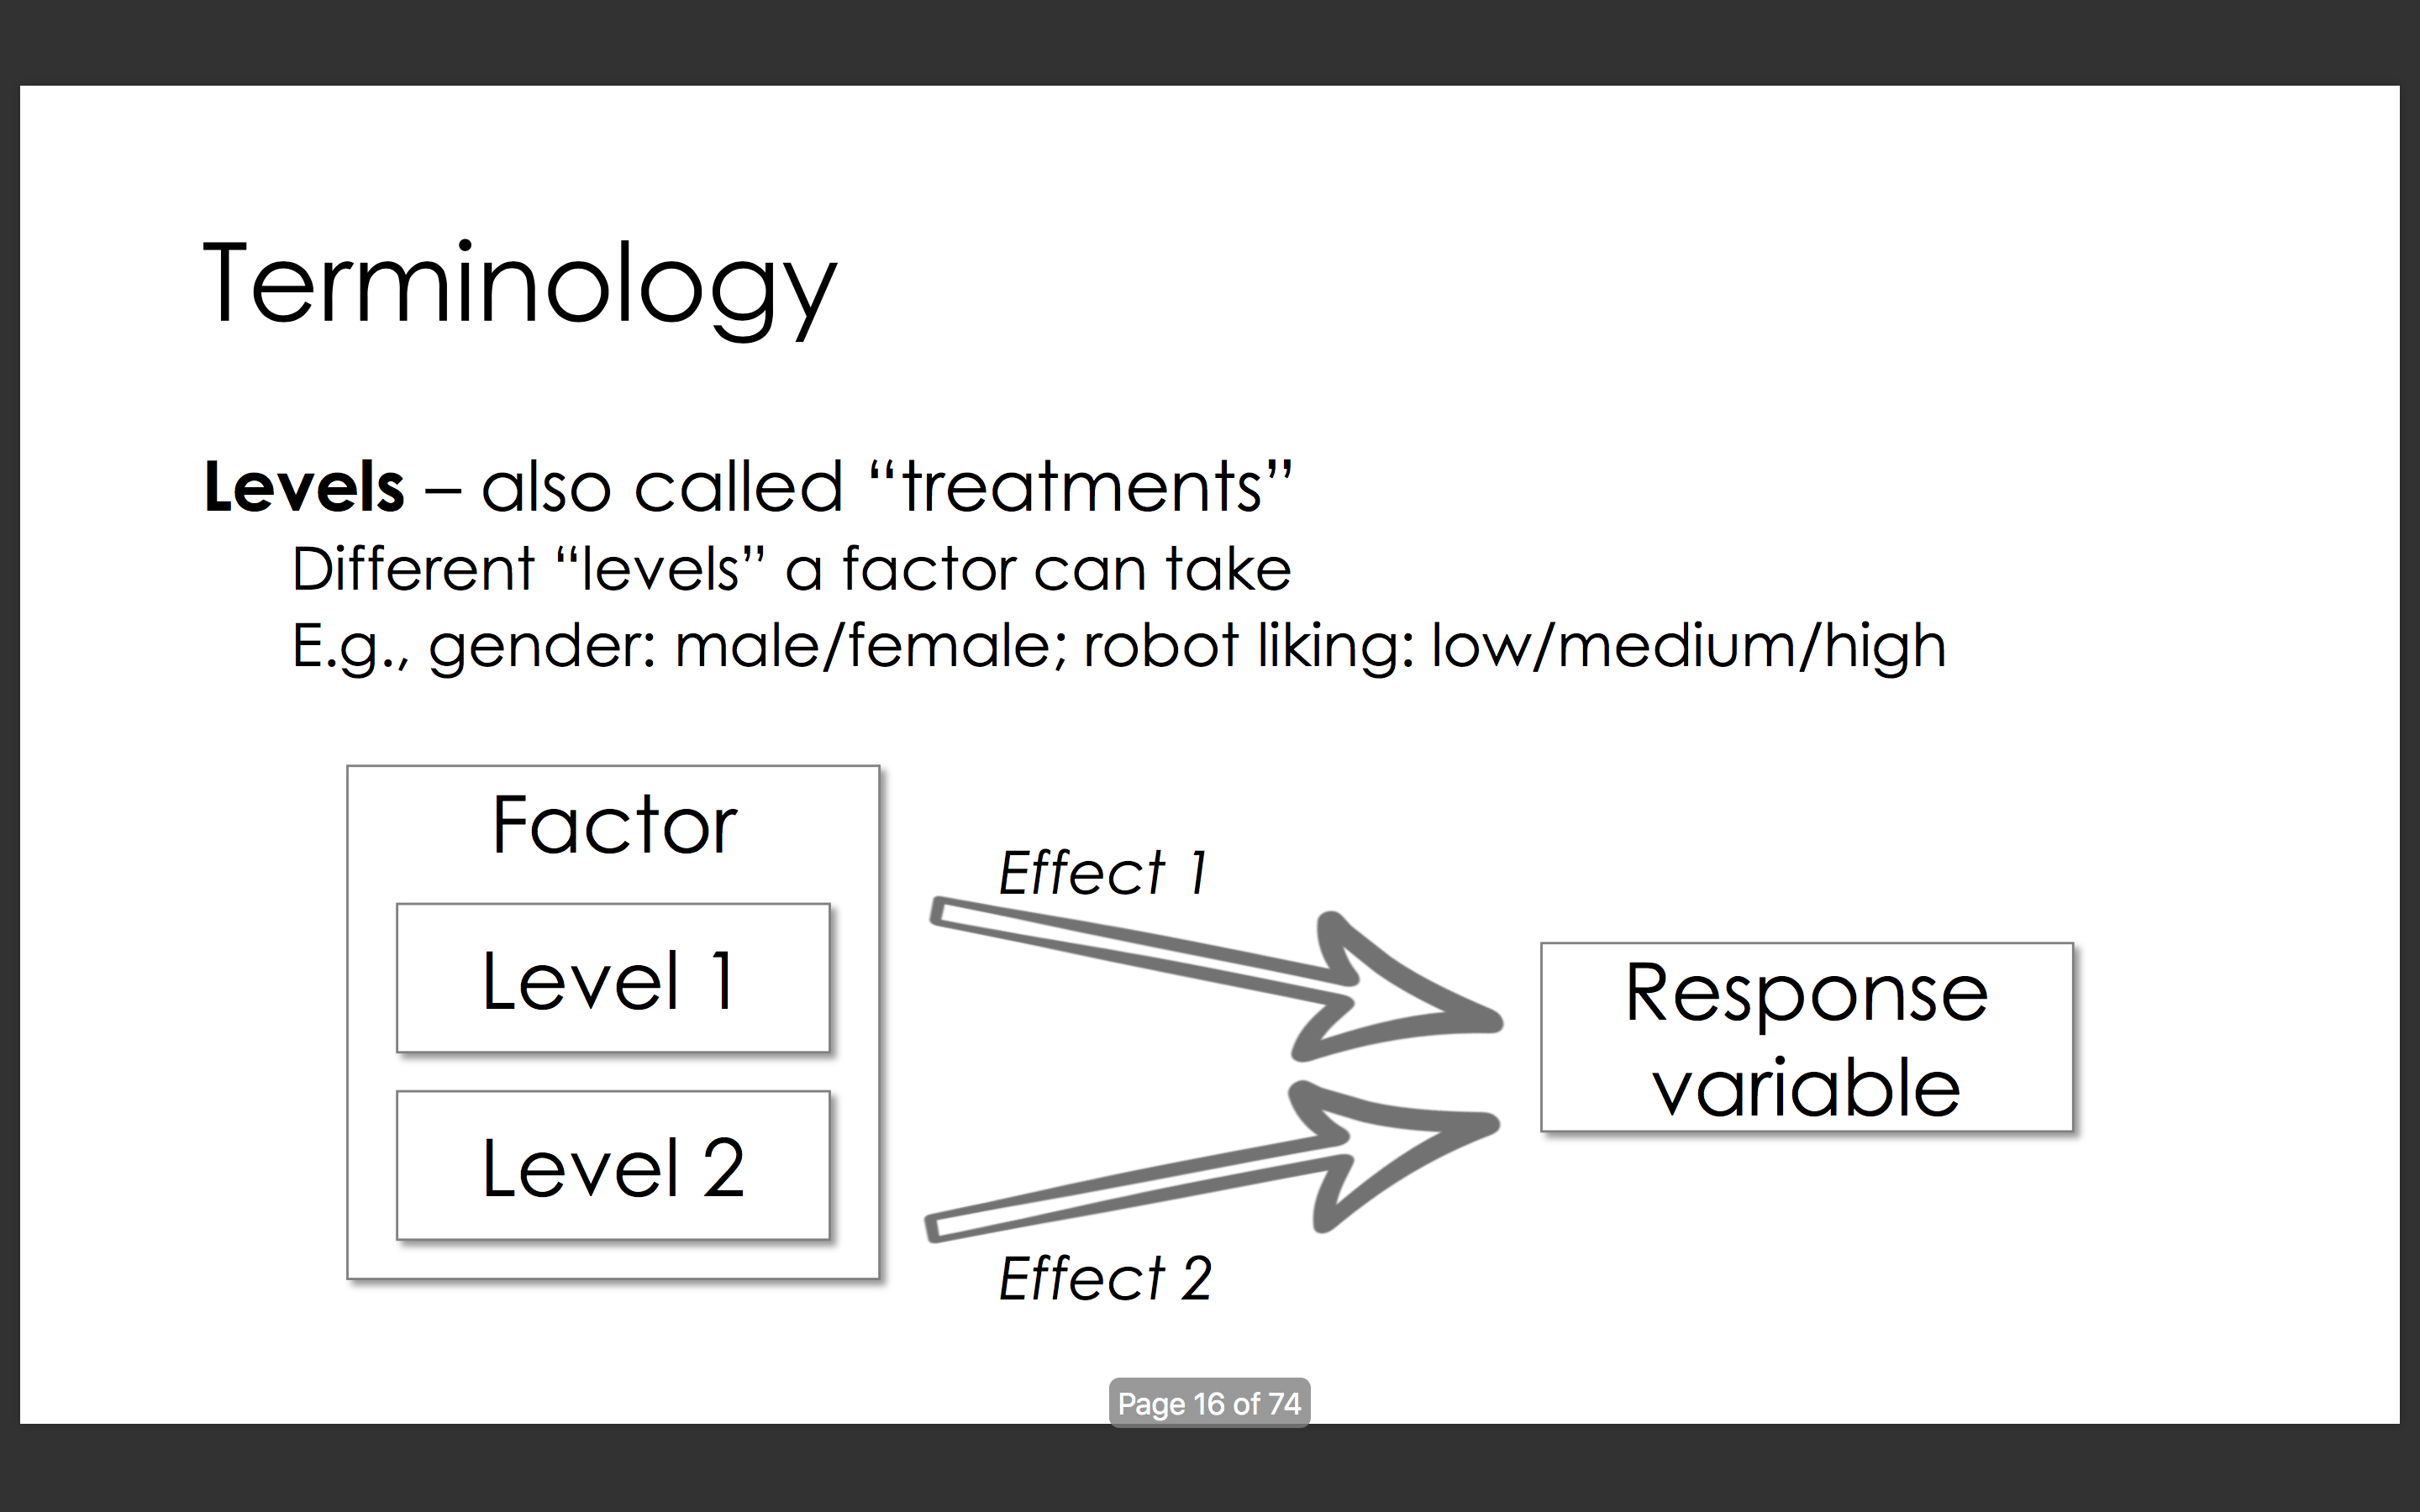 Terminology
Levels – also called “treatments”
Different “levels” a factor can take
E.g., gender: male/female; robot liking: low/medium/high
Factor
Level 1
Level 2
Effect 1
Effect 2
Response
variable
Page 16 of 74